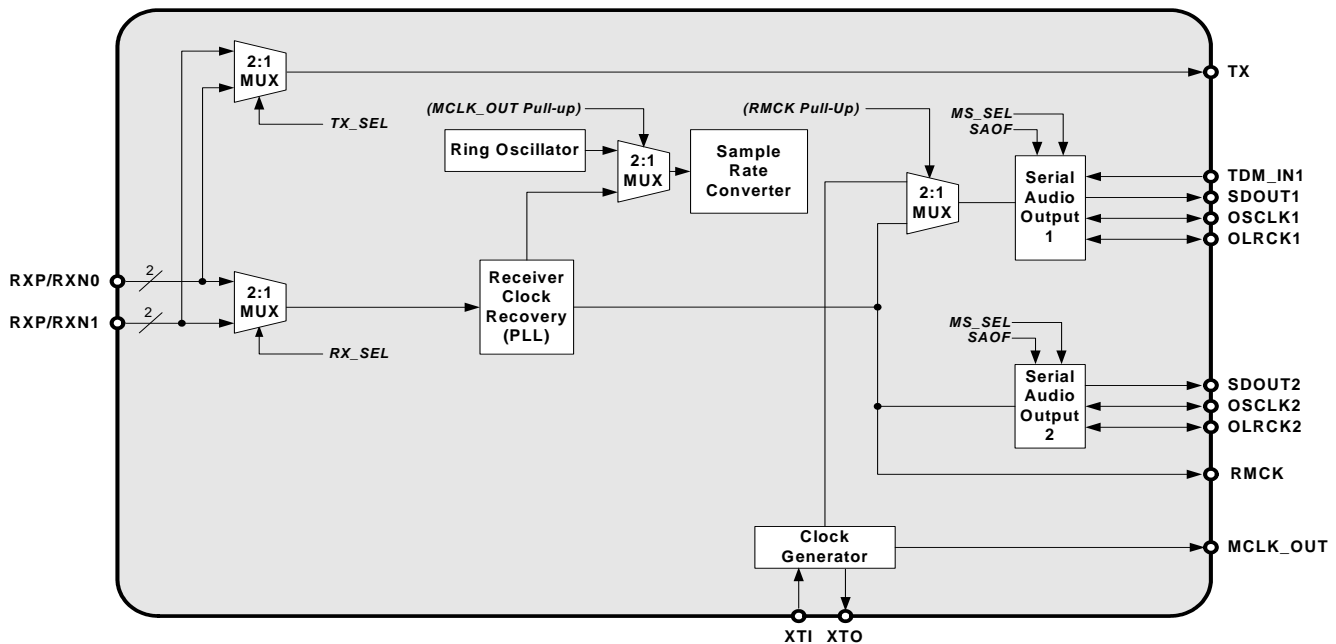 2:1
MUX
TX
TX_SEL
(MCLK_OUT Pull-up)
(RMCK Pull-Up)
MS_SEL
SAOF
Ring Oscillator
2:1
MUX
Sample
Rate
Converter
2:1
MUX
Serial
Audio
Output
1
TDM_IN1
SDOUT1
OSCLK1
OLRCK1
RXP/RXN0
2
RXP/RXN1
2
2:1
MUX
RX_SEL
Receiver
Clock
Recovery
(PLL)
MS_SEL
SAOF
Serial
Audio
Output
2
SDOUT2
OSCLK2
OLRCK2
RMCK
Clock
Generator
MCLK_OUT
XTI XTO